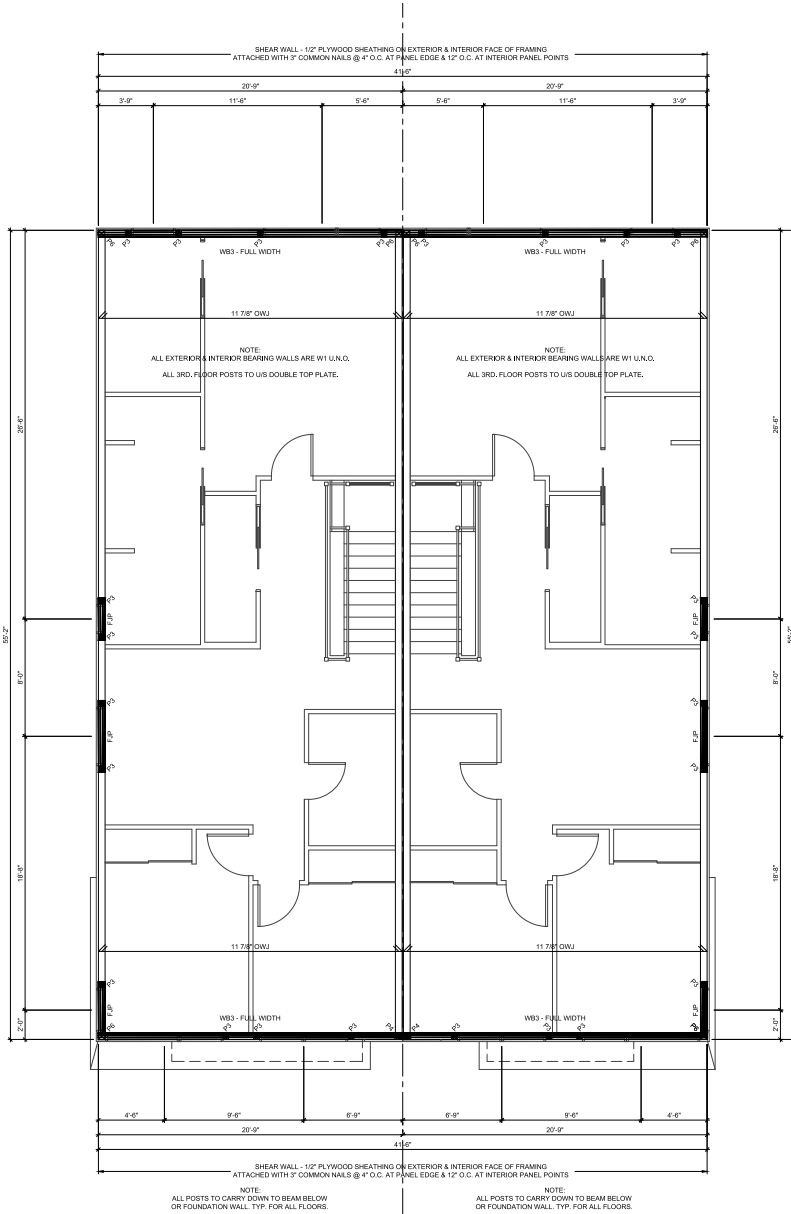 SHEAR WALL - 1/2" PLYWOOD SHEATHING ON EXTERIOR & INTERIOR FACE OF FRAMING
ATTACHED WITH 3" COMMON NAILS @ 4" O.C. AT PANEL EDGE & 12" O.C. AT INTERIOR PANEL POINTS
41'-6"
20'-9" 20'-9"
3'-9" 11'-6" 5'-6" 5'-6" 11'-6" 3'-9"
P6 P3 P3 P3 P3 P6 P6 P3 P3 P3 P3 P6
WB3 - FULL WIDTH WB3 - FULL WIDTH
11 7/8" OWJ 11 7/8" OWJ
NOTE: NOTE:
ALL EXTERIOR & INTERIOR BEARING WALLS ARE W1 U.N.O. ALL EXTERIOR & INTERIOR BEARING WALLS ARE W1 U.N.O.
ALL 3RD. FLOOR POSTS TO U/S DOUBLE TOP PLATE. ALL 3RD. FLOOR POSTS TO U/S DOUBLE TOP PLATE.
26'-6" 26'-6"
P3 P3
FJP FJP
P3 P3
55'-2" 55'-2"
8'-0" 8'-0"
P3 P3
FJP FJP
P3 P3
18'-8" 18'-8"
11 7/8" OWJ 11 7/8" OWJ
P3 P3
FJP FJP
WB3 - FULL WIDTH WB3 - FULL WIDTH
2'-0" 2'-0"
P6 P3 P3 P3 P4 P4 P3 P3 P3
4'-6" 9'-6" 6'-9" 6'-9" 9'-6" 4'-6"
20'-9" 20'-9"
41'-6"
SHEAR WALL - 1/2" PLYWOOD SHEATHING ON EXTERIOR & INTERIOR FACE OF FRAMING
ATTACHED WITH 3" COMMON NAILS @ 4" O.C. AT PANEL EDGE & 12" O.C. AT INTERIOR PANEL POINTS
NOTE: NOTE:
ALL POSTS TO CARRY DOWN TO BEAM BELOW ALL POSTS TO CARRY DOWN TO BEAM BELOW
OR FOUNDATION WALL. TYP. FOR ALL FLOORS. OR FOUNDATION WALL. TYP. FOR ALL FLOORS.